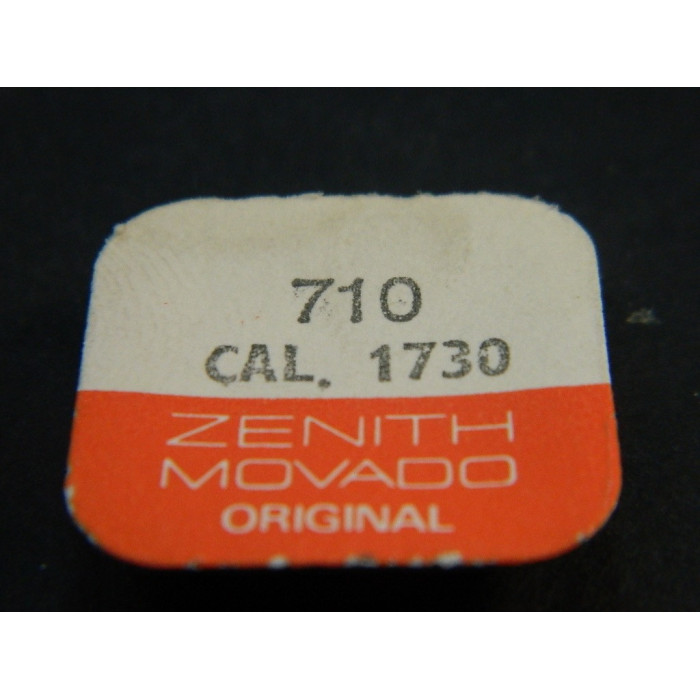 710
CAL. 1730
ZENITH
MOVADO
ORIGINAL